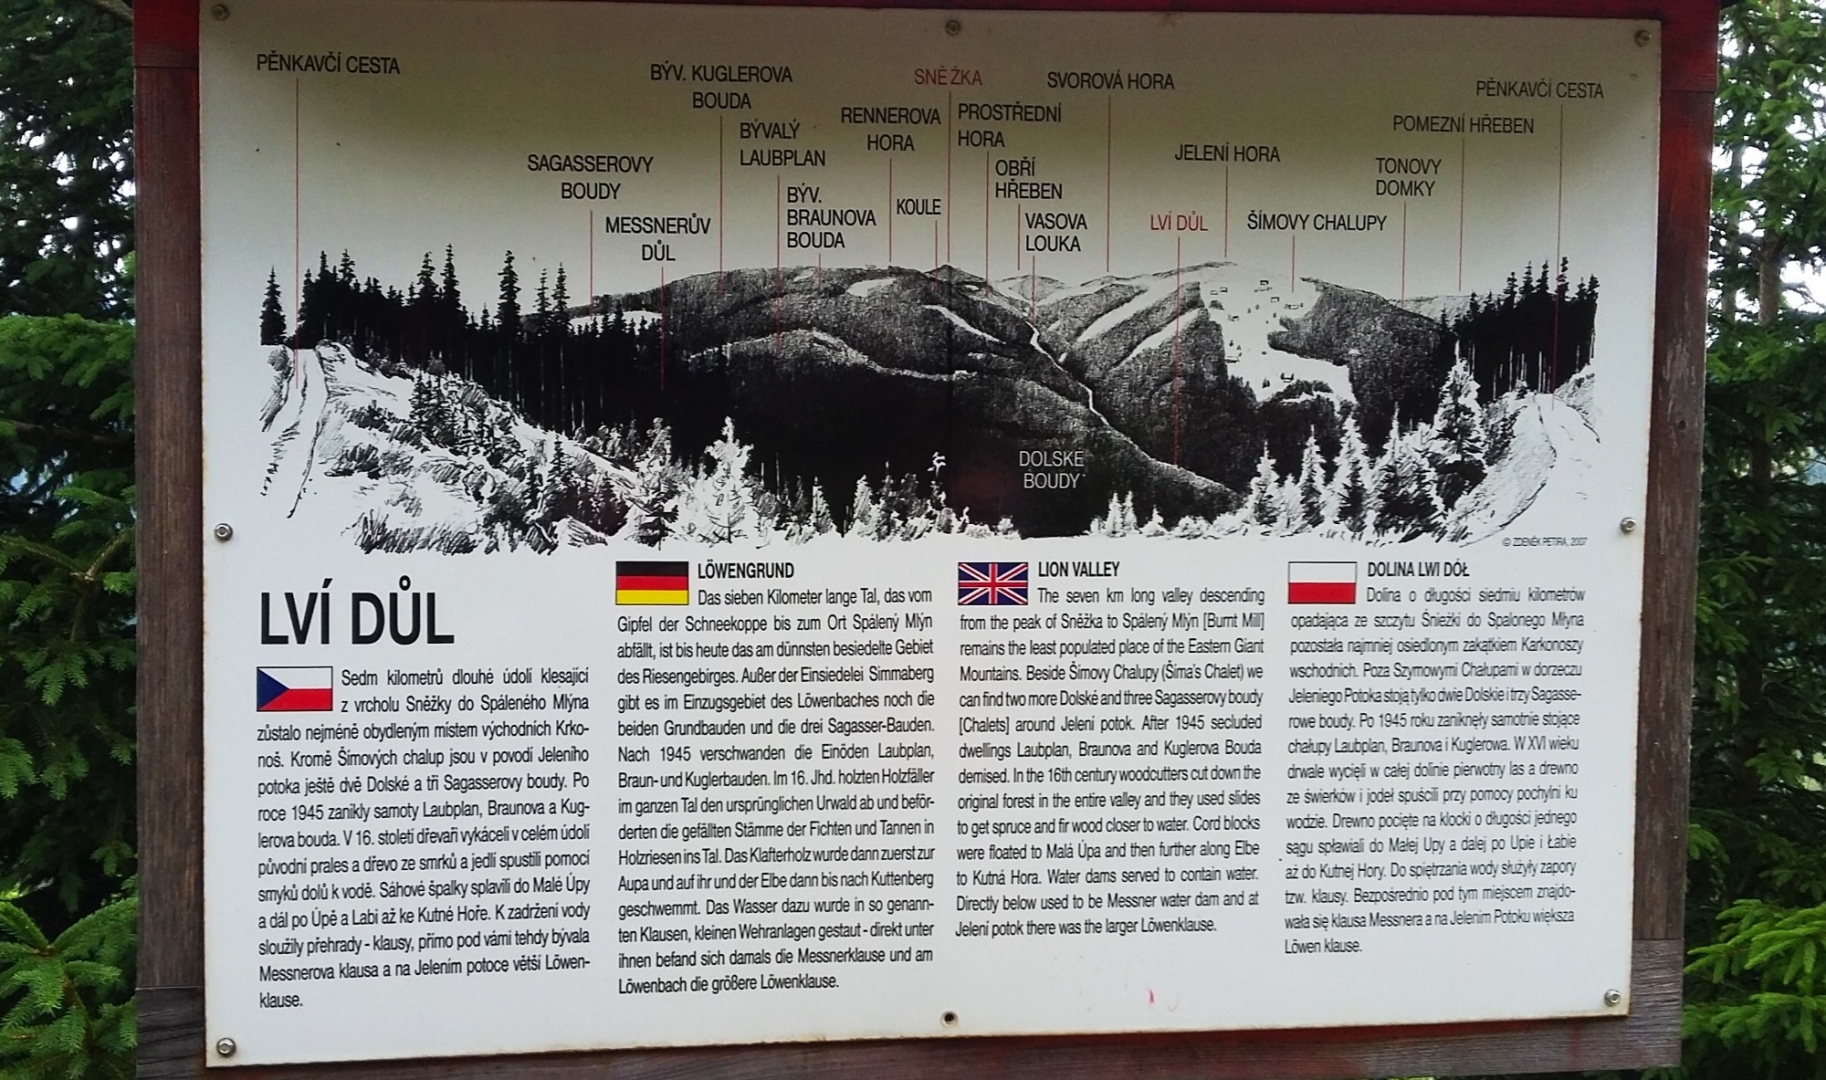 PĚNKAVČÍ CESTA
BÝV. KUGLEROVA
BOUDA
SNĚŽKA
SVOROVÁ HORA
PĚNKAVČÍ CESTA
BÝVALÝ
LAUBPLAN
RENNEROVA
HORA
PROSTŘEDNÍ
HORA
POMEZNÍ HŘEBEN
SAGASSEROVY
BOUDY
OBŘÍ
HŘEBEN
JELENÍ HORA
TONOVY
DOMKY
MESSNERŮV
DŮL
BÝV.
BRAUNOVA
BOUDA
KOULE
VASOVA
LOUKA
LVÍ DŮL
ŠÍMOVY CHALUPY
DOLSKÉ
BOUDY
© ZDENĚK PETIRA, 2007
LVÍ DŮL
Sedm kilometrů dlouhé údolí klesající
z vrcholu Sněžky do Spáleného Mlýna
zůstalo nejméně obydleným místem východních Krko-
noš. Kromě Šímových chalup jsou v povodí Jeleního
potoka ještě dvě Dolské a tři Sagasserovy boudy. Po
roce 1945 zanikly samoty Laubplan, Braunova a Kug-
lerova bouda. V 16. století dřevaři vykáceli v celém údolí
původní prales a dřevo ze smrků a jedlí spustili pomocí
smyků dolů k vodě. Sáhové špalky splavili do Malé Úpy
a dál po Úpě a Labi až ke Kutné Hoře. K zadržení vody
sloužily přehrady - klausy, přímo pod vámi tehdy bývala
Messnerova klausa a na Jelením potoce větší Löwen-
klause.
LÖWENGRUND
Das sieben Kilometer lange Tal, das vom
Gipfel der Schneekoppe bis zum Ort Spálený Mlýn
abfällt, ist bis heute das am dünnsten besiedelte Gebiet
des Riesengebirges. Außer der Einsiedelei Simmaberg
gibt es im Einzugsgebiet des Löwenbaches noch die
beiden Grundbauden und die drei Sagasser-Bauden.
Nach 1945 verschwanden die Einöden Laubplan,
Braun- und Kuglerbauden. Im 16. Jhd. holzten Holzfäller
im ganzen Tal den ursprünglichen Urwald ab und beför-
derten die gefällten Stämme der Fichten und Tannen in
Holzriesen ins Tal. Das Klafterholz wurde dann zuerst zur
Aupa und auf ihr und der Elbe dann bis nach Kuttenberg
geschwemmt. Das Wasser dazu wurde in so genann-
ten Klausen, kleinen Wehranlagen gestaut - direkt unter
ihnen befand sich damals die Messnerklause und am
Löwenbach die größere Löwenklause.
LION VALLEY
The seven km long valley descending
from the peak of Sněžka to Spálený Mlýn [Burnt Mill]
remains the least populated place of the Eastern Giant
Mountains. Beside Šímovy Chalupy (Šíma's Chalet) we
can find two more Dolské and three Sagasserovy boudy
[Chalets] around Jelení potok. After 1945 secluded
dwellings Laubplan, Braunova and Kuglerova Bouda
demised. In the 16th century woodcutters cut down the
original forest in the entire valley and they used slides
to get spruce and fir wood closer to water. Cord blocks
were floated to Malá Úpa and then further along Elbe
to Kutná Hora. Water dams served to contain water.
Directly below used to be Messner water dam and at
Jelení potok there was the larger Löwenklause.
DOLINA LWI DÓŁ
Dolina o długości siedmiu kilometrów
opadająca ze szczytu Śnieżki do Spalonego Młyna
pozostała najmniej osiedlonym zakątkiem Karkonoszy
wschodnich. Poza Szymowymi Chałupami w dorzeczu
Jeleniego Potoka stoją tylko dwie Dolskie i trzy Sagasse-
rowe boudy. Po 1945 roku zaniknęły samotnie stojące
chałupy Laubplan, Braunova i Kuglerowa. W XVI wieku
drwale wycięli w całej dolinie pierwotny las a drewno
ze świerków i jodeł spuścili przy pomocy pochylni ku
wodzie. Drewno pocięte na klocki o długości jednego
sągu spławiali do Małej Upy a dalej po Upie i Łabie
aż do Kutnej Hory. Do spiętrzania wody służyły zapory
tzw. klausy. Bezpośrednio pod tym miejscem znajdo-
wała się klausa Messnera a na Jelenim Potoku większa
Löwen klause.